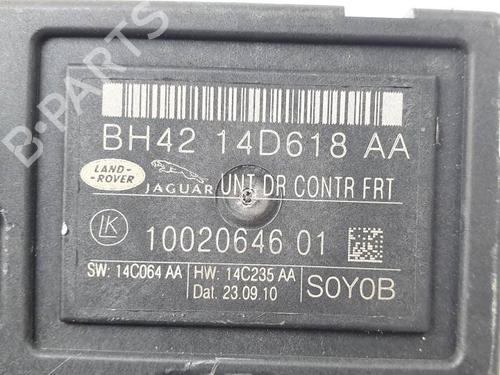 BH42 14D618 AA
LAND-
ROVER
JAGUAR
UNT DR CONTR FRT
LK
10020646 01
SW: 14C064 AA
HW: 14C235 AA
Dat. 23.09.10
S0Y0B
B-PARTS